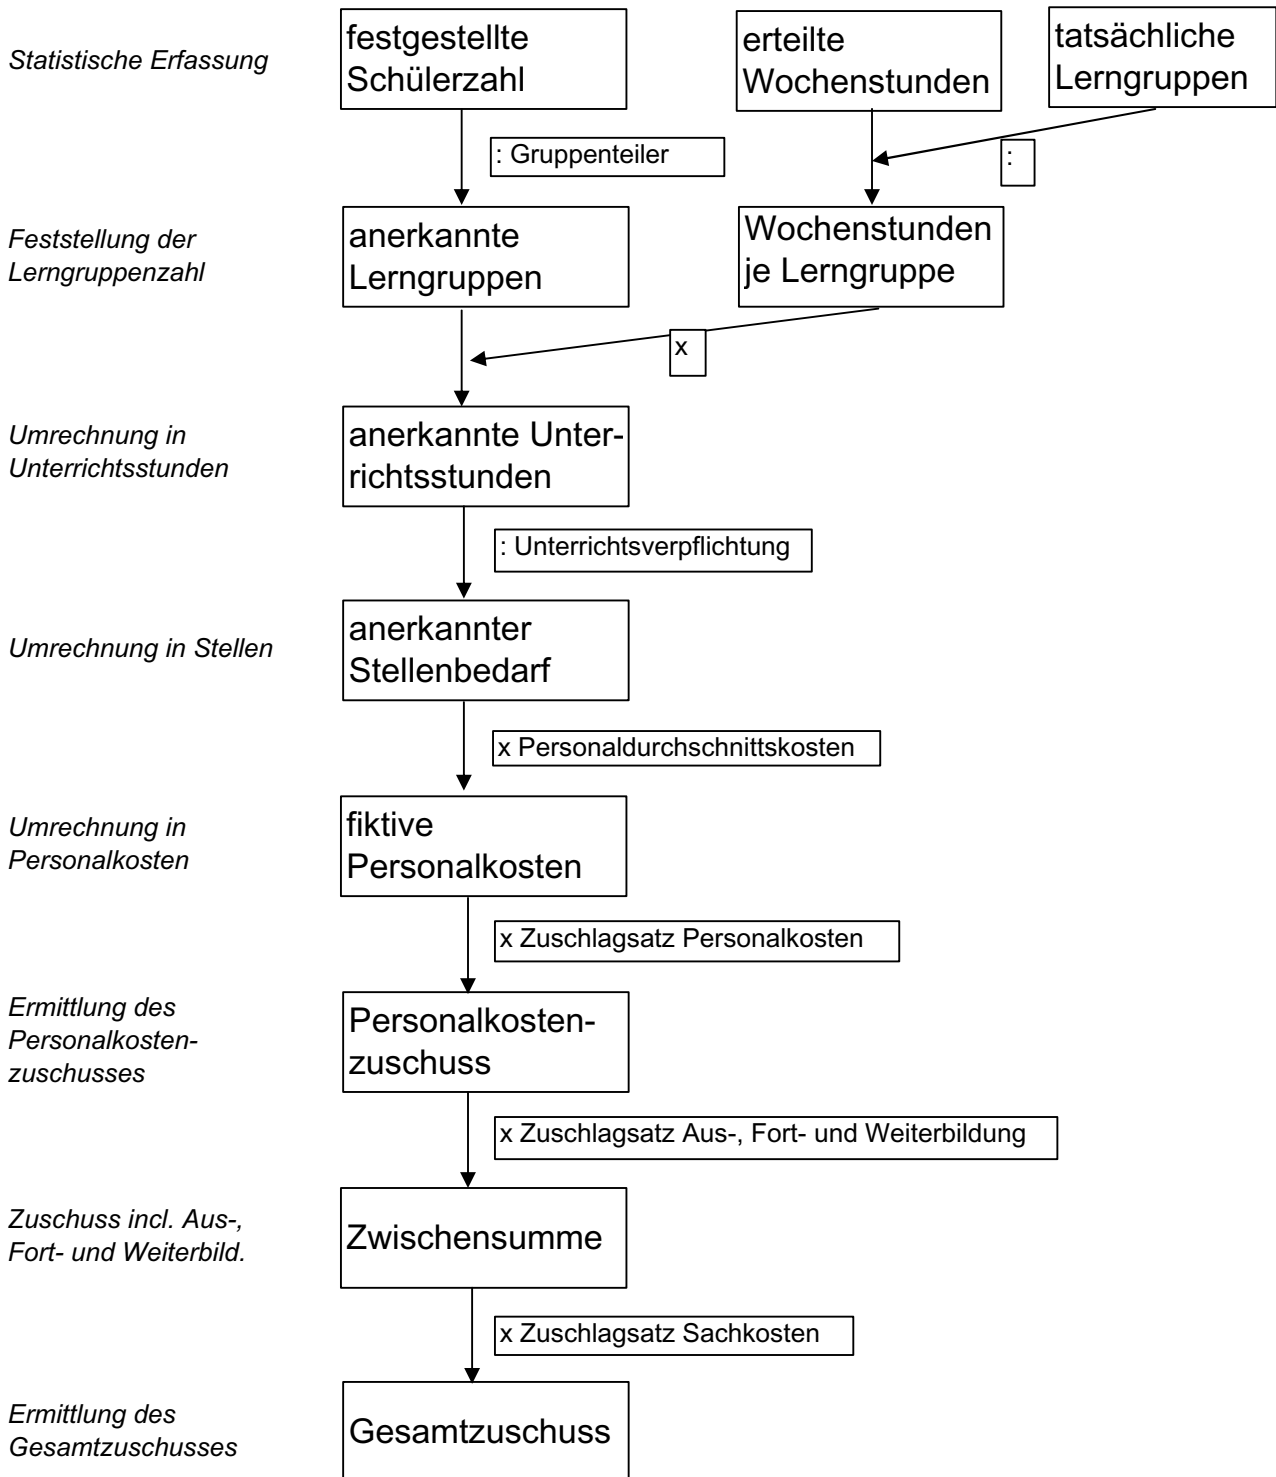 Statistische Erfassung
festgestellte
Schülerzahl
erteilte
Wochenstunden
tatsächliche
Lerngruppen
: Gruppenteiler
:
Feststellung der
Lerngruppenzahl
anerkannte
Lerngruppen
Wochenstunden
je Lerngruppe
x
Umrechnung in
Unterrichtsstunden
anerkannte Unter-
richtsstunden
: Unterrichtsverpflichtung
Umrechnung in Stellen
anerkannter
Stellenbedarf
x Personaldurchschnittskosten
Umrechnung in
Personalkosten
fiktive
Personalkosten
x Zuschlagsatz Personalkosten
Ermittlung des
Personalkosten-
zuschusses
Personalkosten-
zuschuss
x Zuschlagsatz Aus-, Fort- und Weiterbildung
Zuschuss incl. Aus-,
Fort- und Weiterbild.
Zwischensumme
x Zuschlagsatz Sachkosten
Ermittlung des
Gesamtzuschusses
Gesamtzuschuss